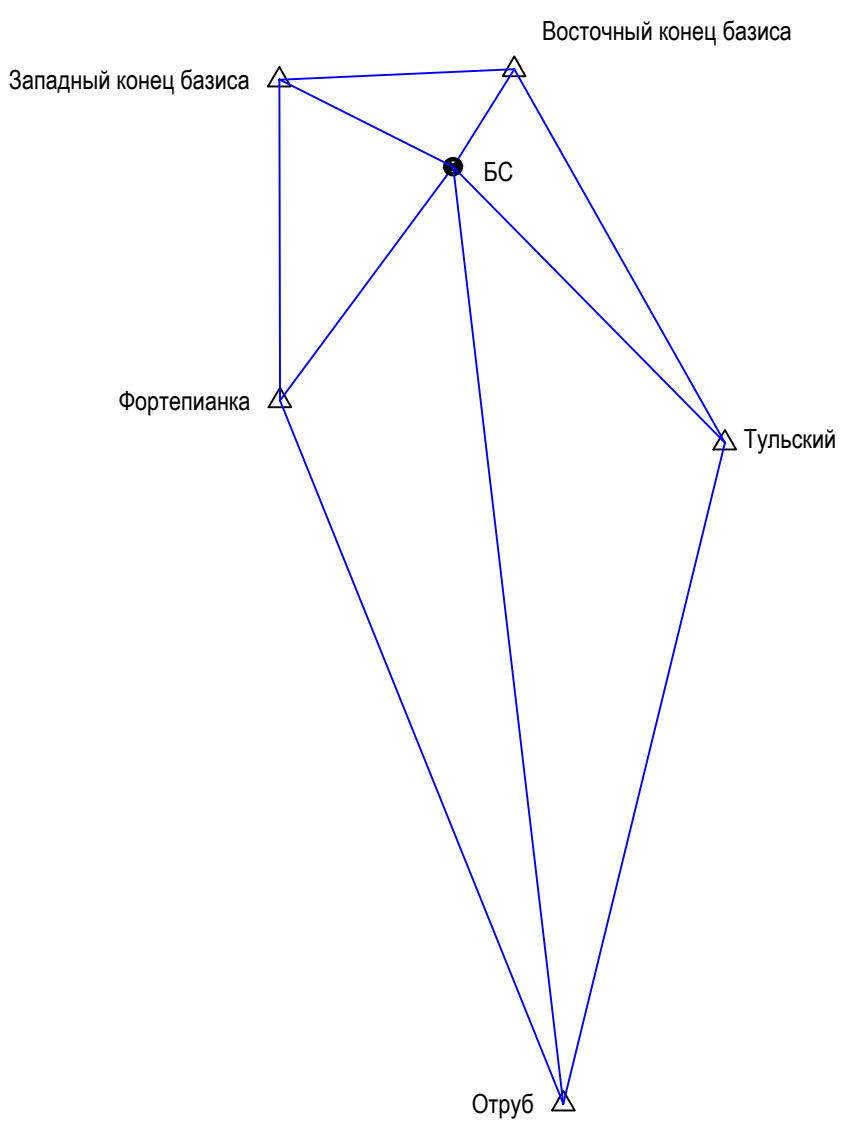 Восточный конец базиса
Западный конец базиса
БС
Фортепианка
Тульский
Отруб